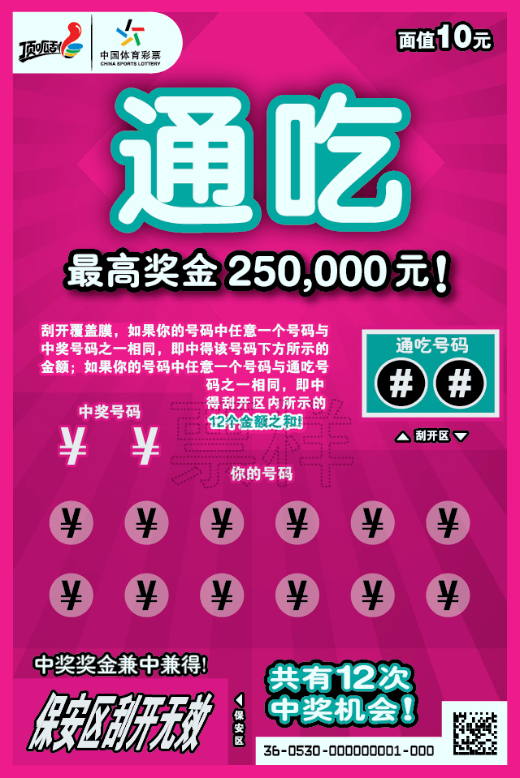 顶呱刮
中国体育彩票
CHINA SPORTS LOTTERY
面值10元
通吃
最高奖金 250,000 元!
刮开覆盖膜，如果你的号码中任意一个号码与
中奖号码之一相同，即中得该号码下方所示的
金额；如果你的号码中任意一个号码与通吃号
码之一相同，即中
得刮开区内所示的
12个金额之和!
通吃号码
# #
▲ 刮开区 ▼
中奖号码
¥ ¥
票样
你的号码
¥ ¥ ¥ ¥ ¥ ¥
¥ ¥ ¥ ¥ ¥ ¥
中奖奖金兼中兼得!
保安区刮开无效
◀保安区
共有12次
中奖机会!
36-0530-000000001-000